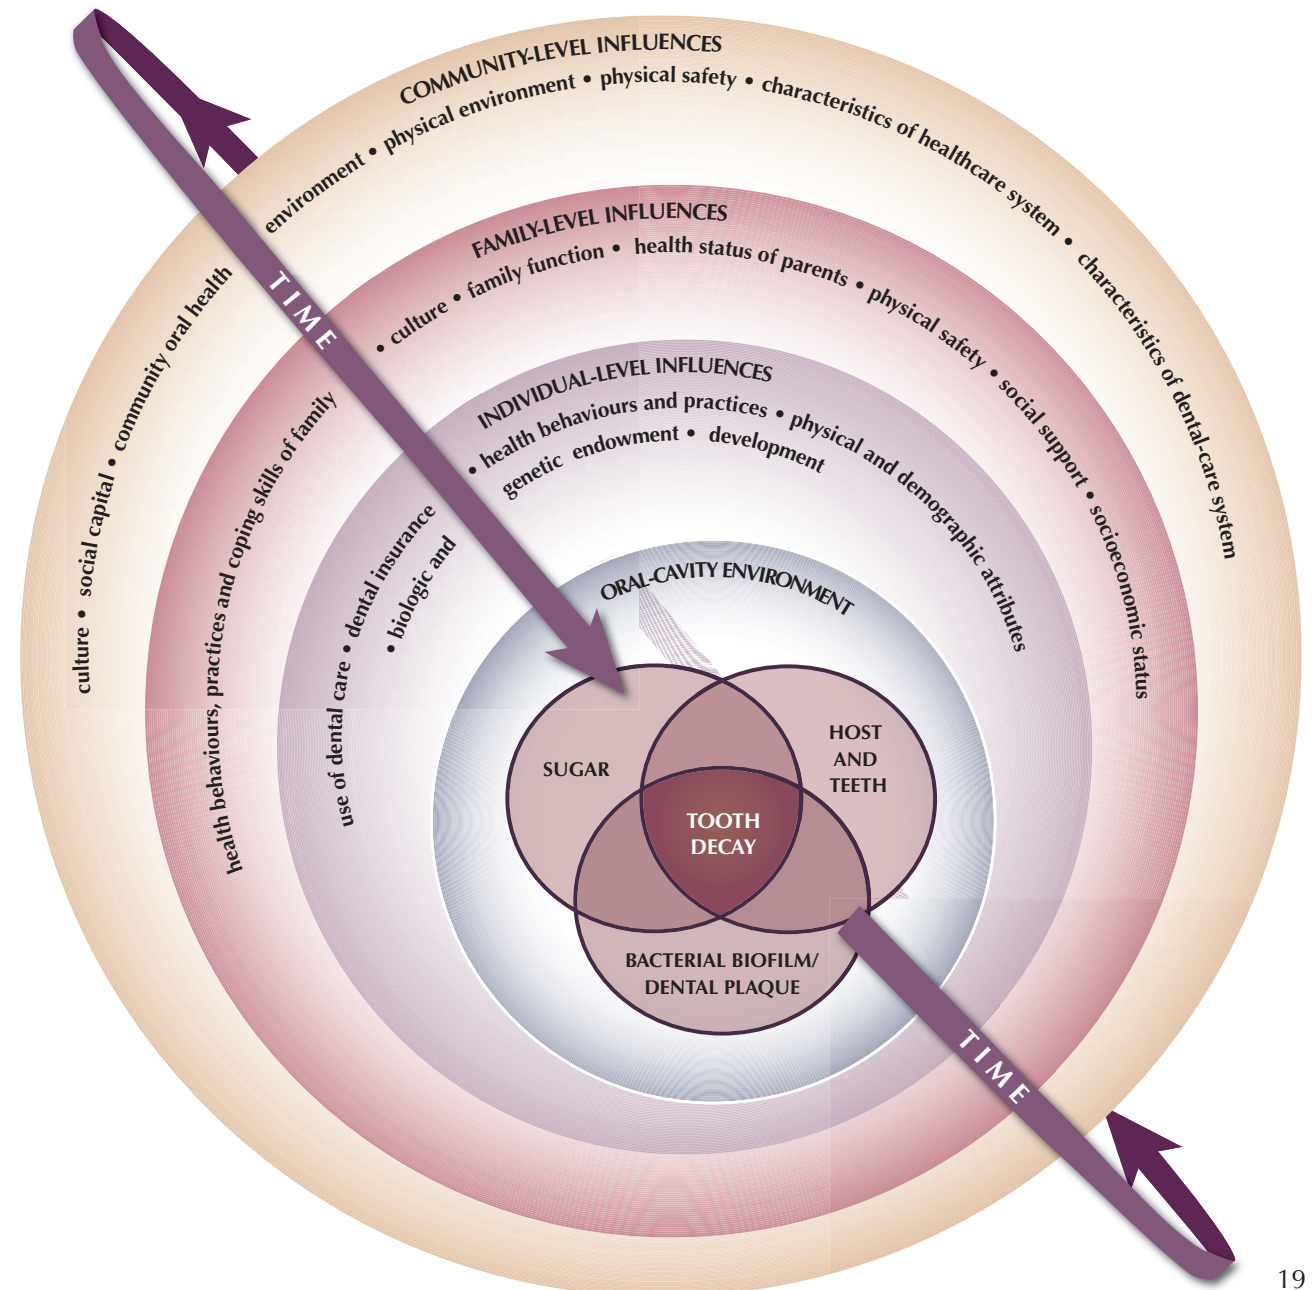 COMMUNITY-LEVEL INFLUENCES
culture • social capital • community oral health environment • physical environment • physical safety • characteristics of healthcare system • characteristics of dental-care system
FAMILY-LEVEL INFLUENCES
health behaviours, practices and coping skills of family • culture • family function • health status of parents • physical safety • social support • socioeconomic status
INDIVIDUAL-LEVEL INFLUENCES
use of dental care • dental insurance • health behaviours and practices • physical and demographic attributes
• biologic and genetic endowment • development
ORAL-CAVITY ENVIRONMENT
TIME
SUGAR
HOST
AND
TEETH
TOOTH
DECAY
BACTERIAL BIOFILM/
DENTAL PLAQUE
TIME
19